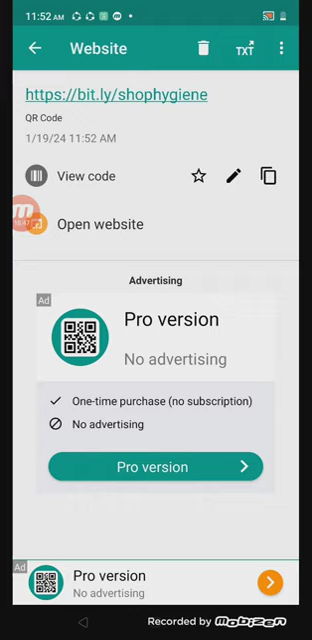 11:52 AM
Website
TXT
https://bit.ly/shophygiene
QR Code
1/19/24 11:52 AM
View code
Open website
Advertising
Ad
Pro version
No advertising
One-time purchase (no subscription)
No advertising
Pro version
Ad
Pro version
No advertising
Recorded by Mobizen